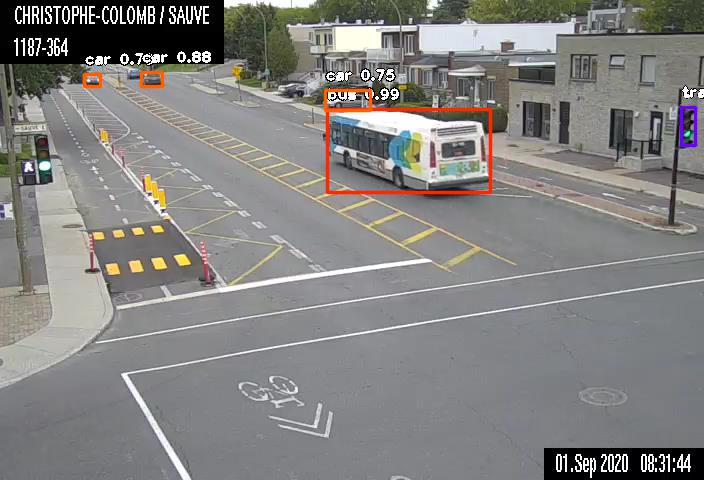 CHRISTOPHE-COLOMB / SAUVE
1187-364
car 0.7
car 0.88
car 0.75
bus 0.99
tra
SAUVE
01.Sep 2020 08:31:44